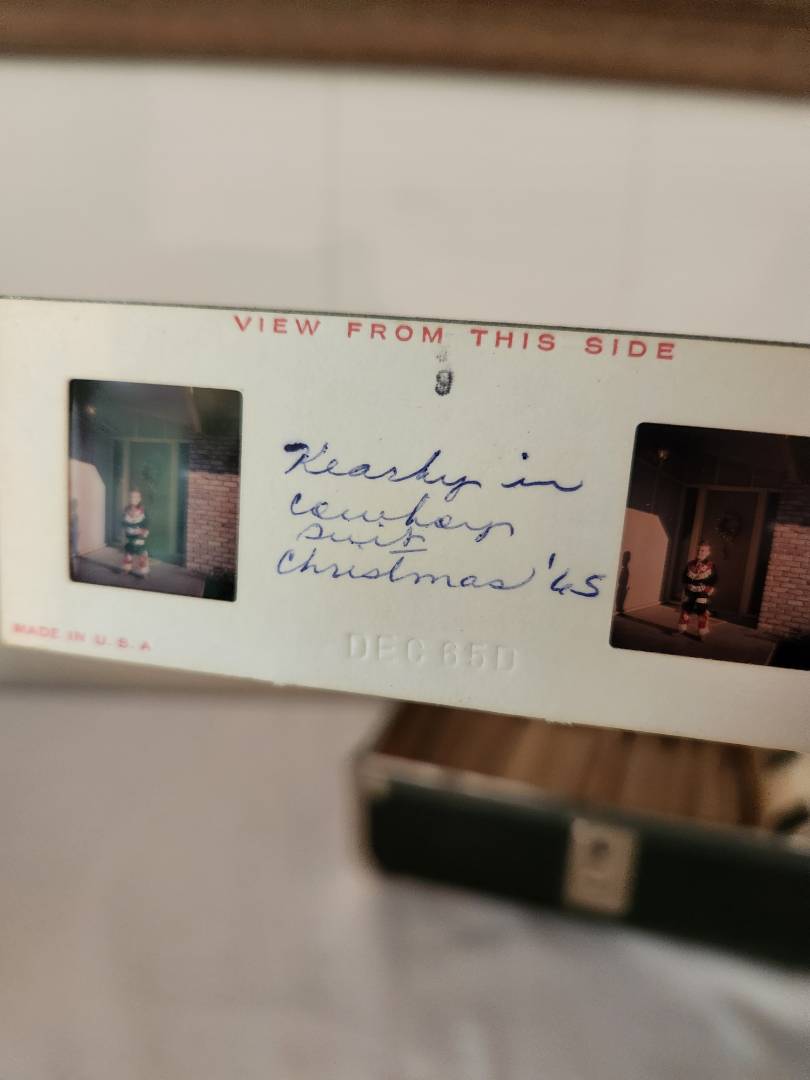 VIEW FROM THIS SIDE
9
in
cowboy
suit
Christmas '65
MADE IN U.S.A
DEC 65D